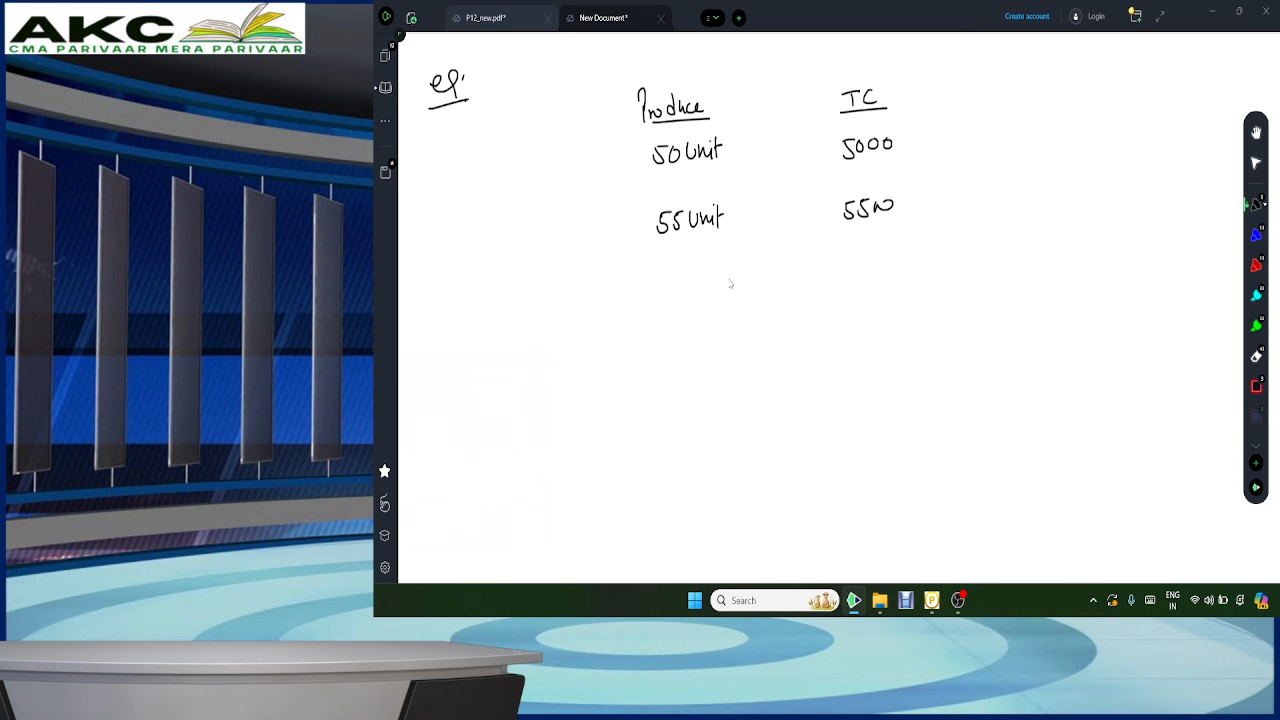 AKC
CMA PARIVAAR MERA PARIVAAR
P12_new.pdf*
New Document*
z
Create account
Login
eg.
Produce TC
50 Unit 5000
55 Unit 5500
Search
ENG
IN